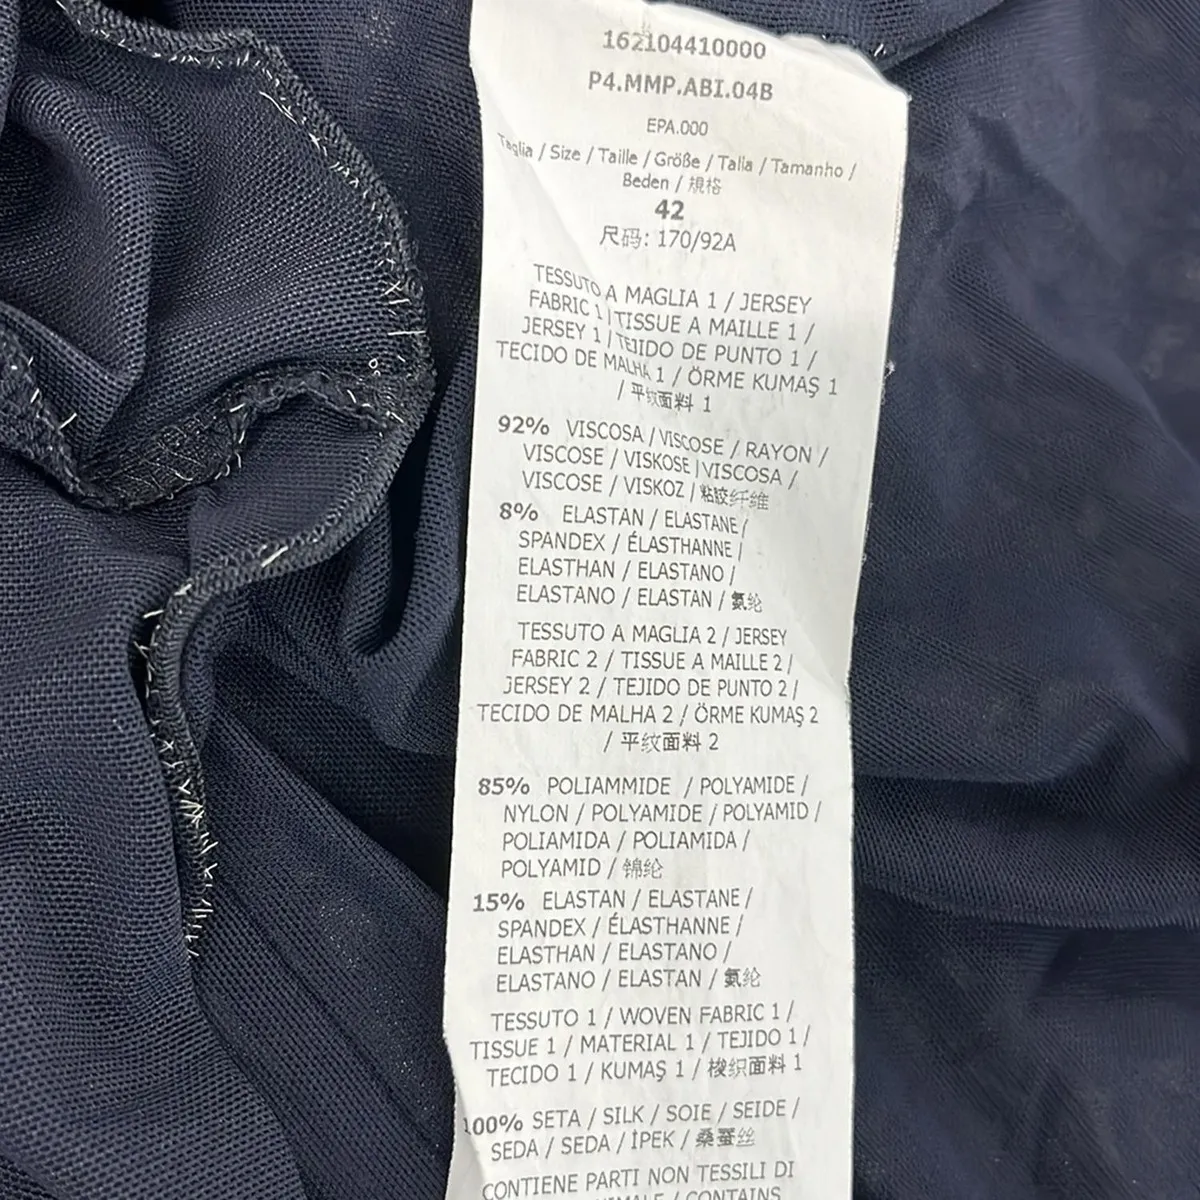 162104410000
P4.MMP.ABI.04B
EPA.000
Taglia / Size / Taille / Größe / Talla / Tamanho /
Beden / 規格
42
尺码: 170/92A
TESSUTO A MAGLIA 1 / JERSEY
FABRIC 1 | TISSUE A MAILLE 1 /
JERSEY 1 | TEJIDO DE PUNTO 1 /
TECIDO DE MALHA 1 / ÖRME KUMAŞ 1
/ 平纹面料 1
92% VISCOSA / VISCOSE / RAYON /
VISCOSE / VISKOSE | VISCOSA /
VISCOSE / VISKOZ | 粘胶纤维
8% ELASTAN / ELASTANE /
SPANDEX / ÉLASTHANNE |
ELASTHAN / ELASTANO /
ELASTANO / ELASTAN / 氨纶
TESSUTO A MAGLIA 2 / JERSEY
FABRIC 2 / TISSUE A MAILLE 2 |
JERSEY 2 / TEJIDO DE PUNTO 2 /
TECIDO DE MALHA 2 / ÖRME KUMAŞ 2
/ 平纹面料 2
85% POLIAMMIDE / POLYAMIDE /
NYLON / POLYAMIDE / POLYAMID /
POLIAMIDA / POLIAMIDA /
POLYAMID / 锦纶
15% ELASTAN / ELASTANE /
SPANDEX / ÉLASTHANNE /
ELASTHAN / ELASTANO /
ELASTANO / ELASTAN / 氨纶
TESSUTO 1 / WOVEN FABRIC 1 /
TISSUE 1 / MATERIAL 1 / TEJIDO 1 /
TECIDO 1 / KUMAŞ 1 / 梭织面料 1
100% SETA / SILK / SOIE / SEIDE /
SEDA / SEDA / İPEK / 桑蚕丝
CONTIENE PARTI NON TESSILI DI
/ CONTAINS